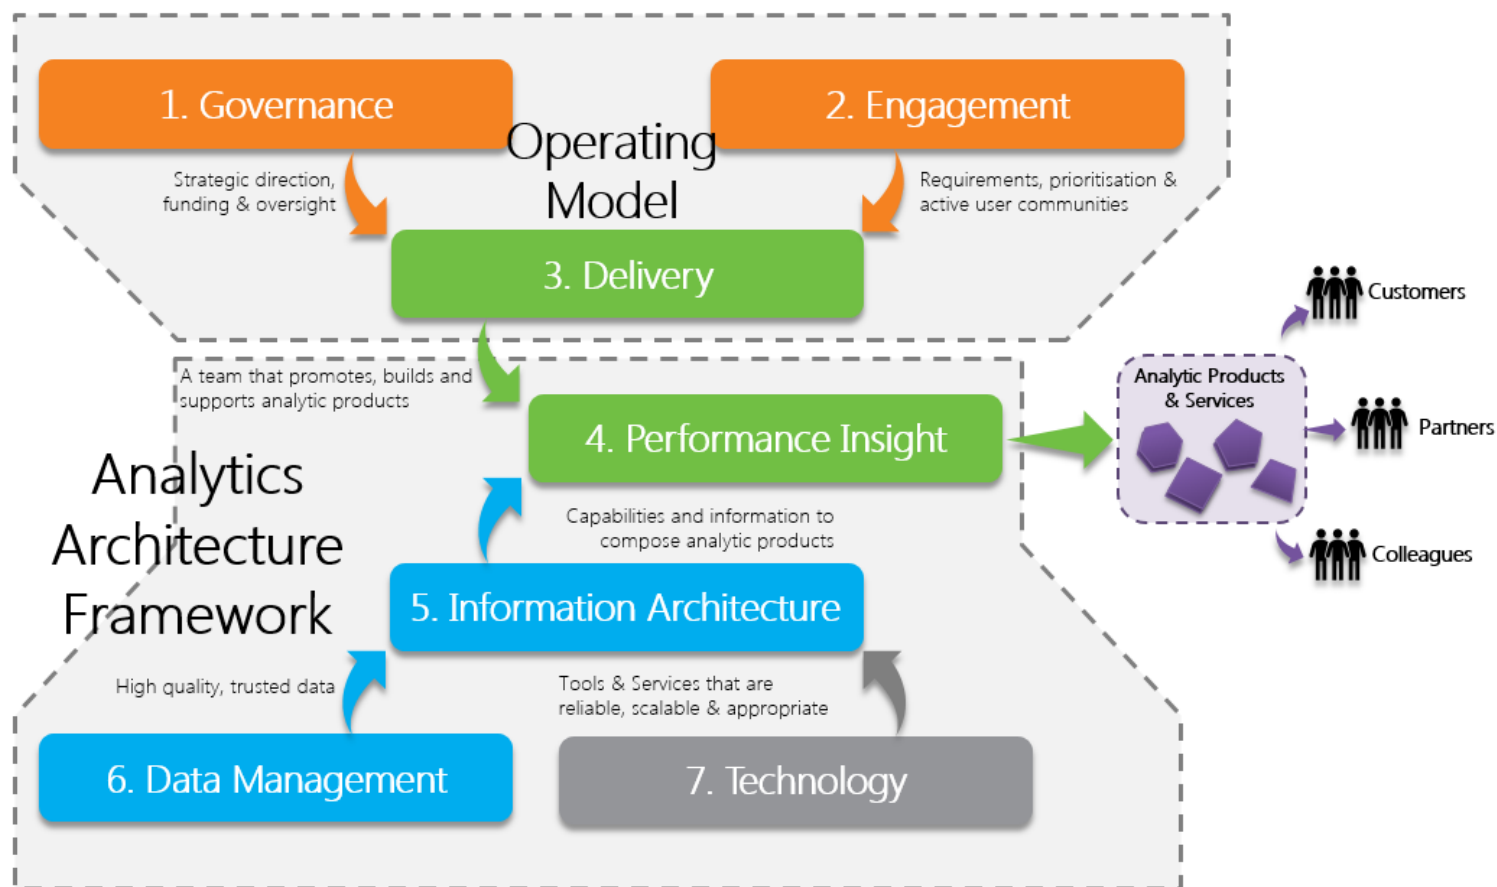 1. Governance
2. Engagement
Operating
Model
Strategic direction,
funding & oversight
Requirements, prioritisation &
active user communities
3. Delivery
A team that promotes, builds and
supports analytic products
4. Performance Insight
Analytic Products
& Services
Customers
Partners
Colleagues
Analytics
Architecture
Framework
Capabilities and information to
compose analytic products
5. Information Architecture
High quality, trusted data
Tools & Services that are
reliable, scalable & appropriate
6. Data Management
7. Technology